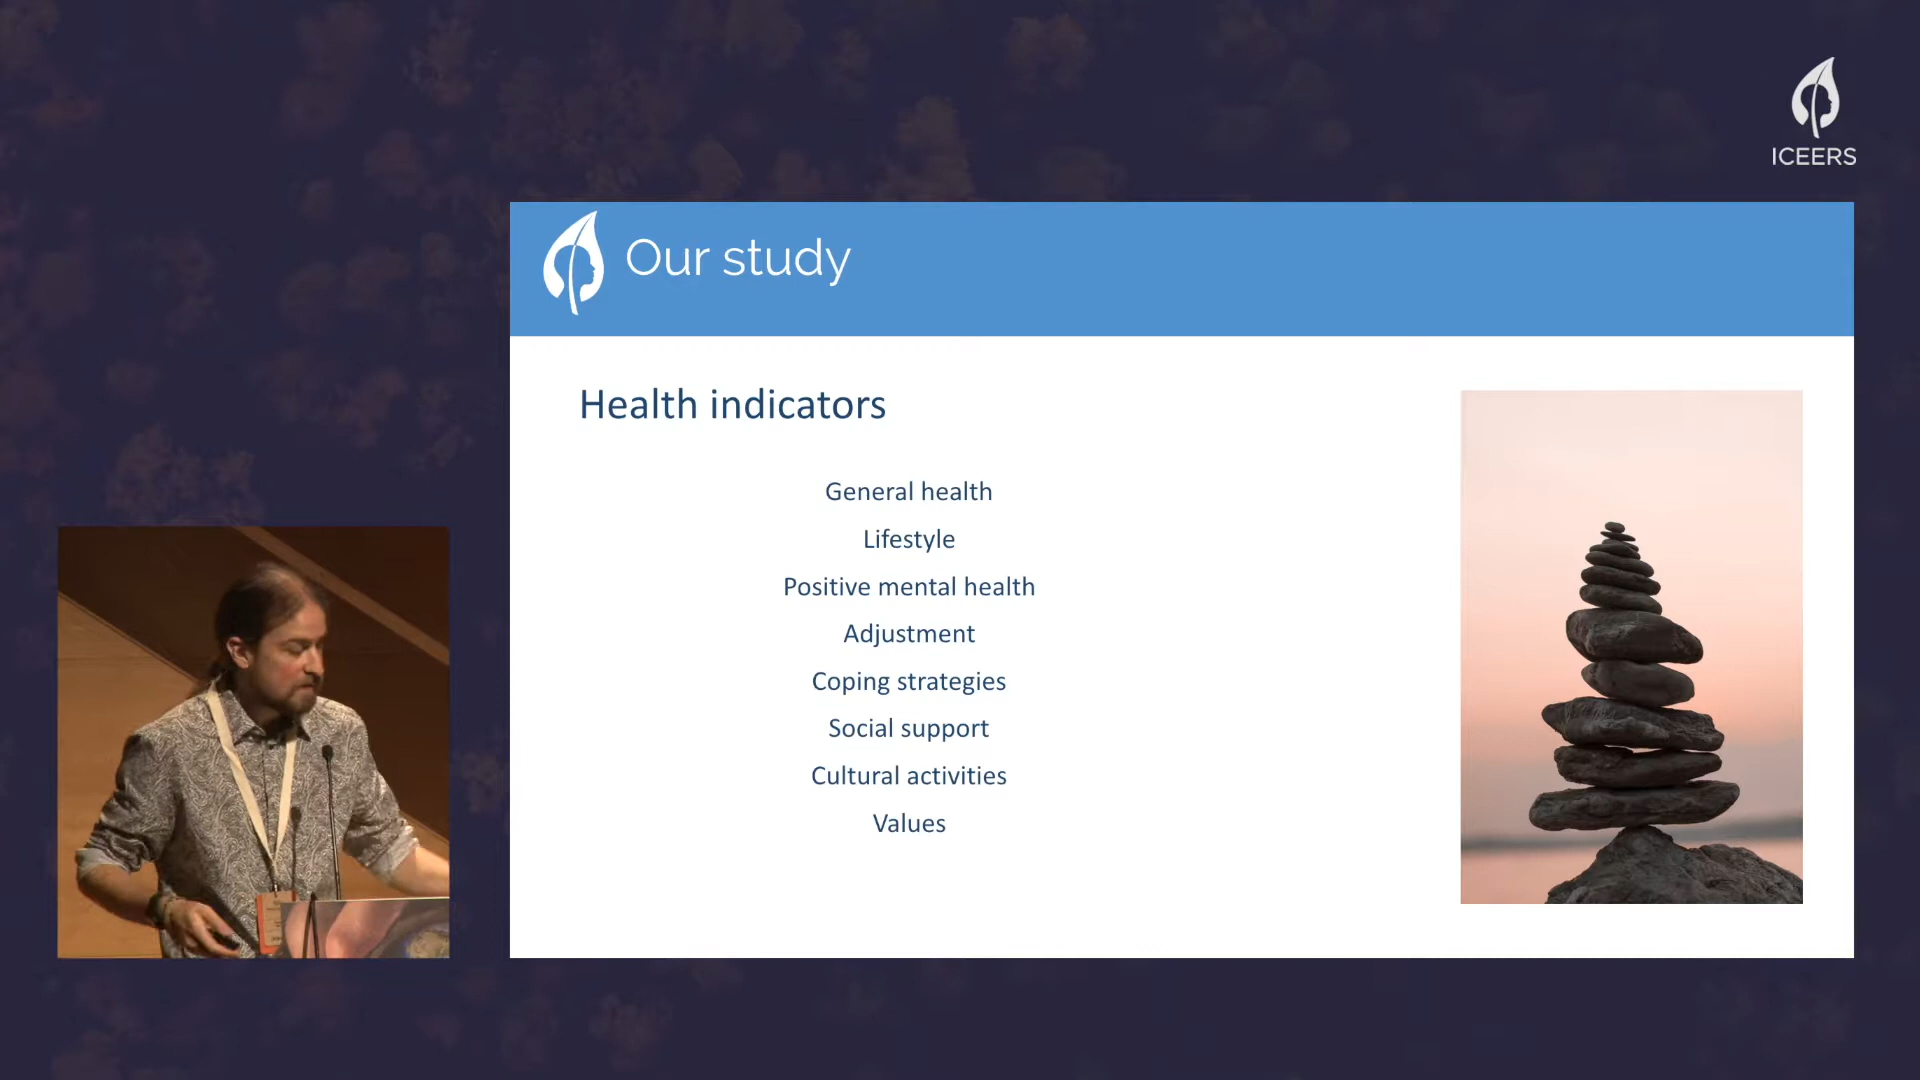 ICEERS
Our study
Health indicators
General health
Lifestyle
Positive mental health
Adjustment
Coping strategies
Social support
Cultural activities
Values